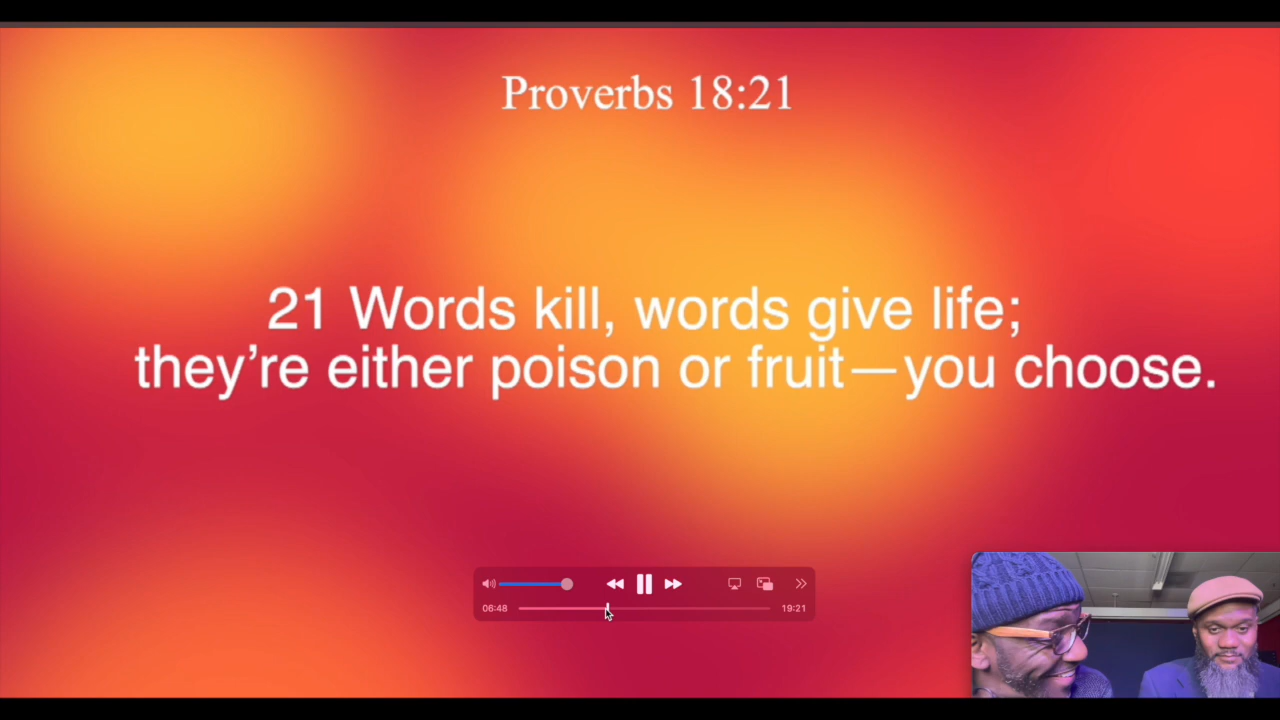 Proverbs 18:21
21 Words kill, words give life;
they’re either poison or fruit—you choose.
06:48
19:21